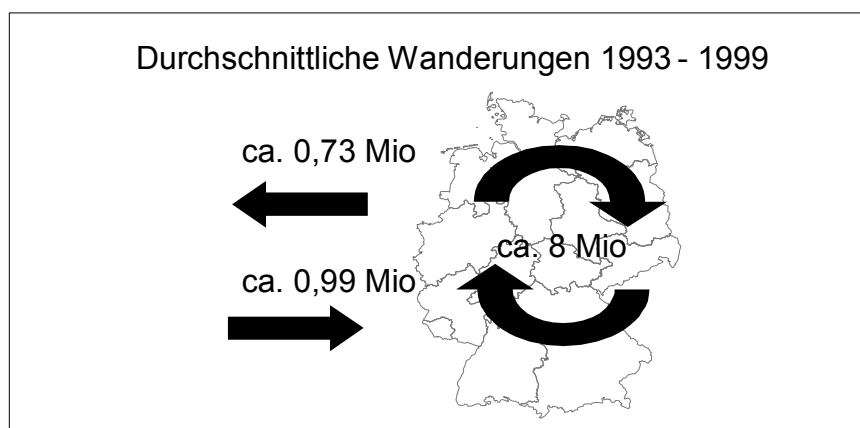 Durchschnittliche Wanderungen 1993 - 1999
ca. 0,73 Mio
ca. 8 Mio
ca. 0,99 Mio